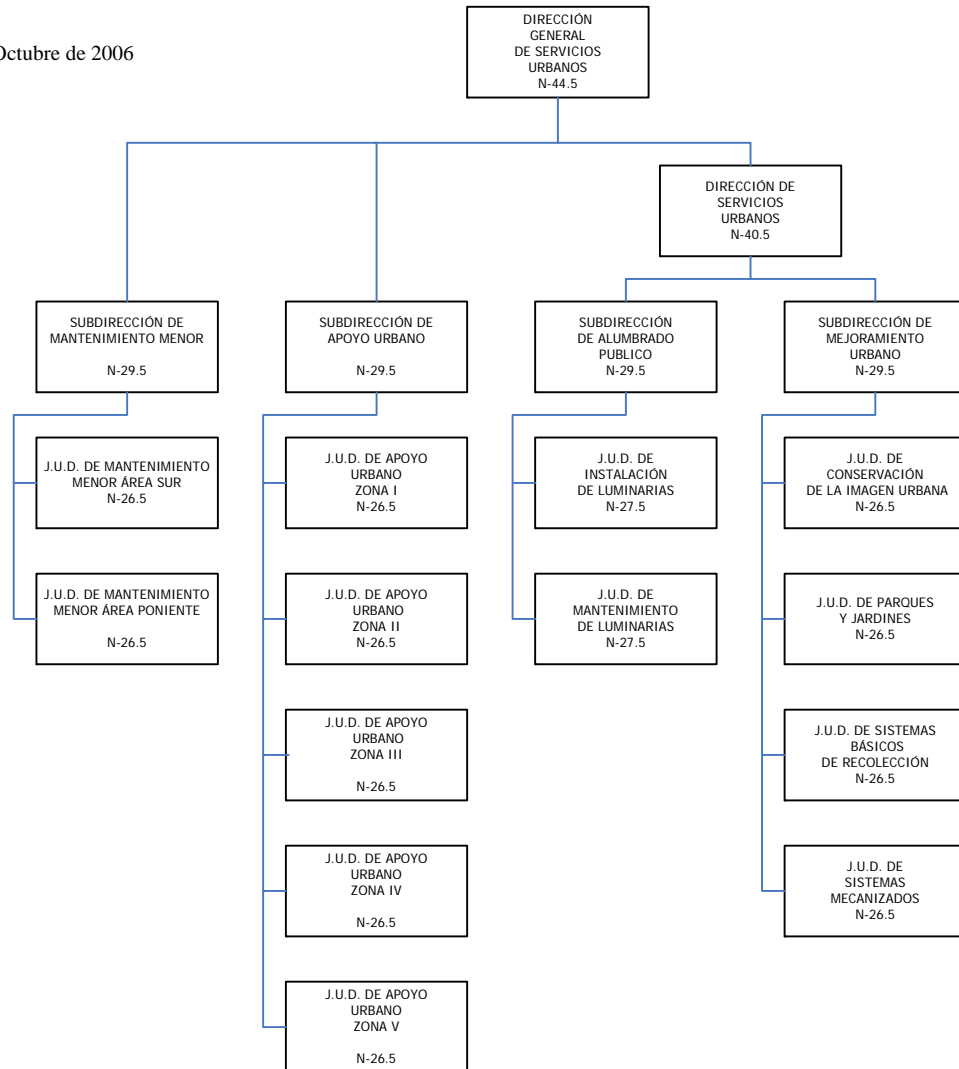 Octubre de 2006
DIRECCIÓN
GENERAL
DE SERVICIOS
URBANOS
N-44.5
DIRECCIÓN DE
SERVICIOS
URBANOS
N-40.5
SUBDIRECCIÓN DE
MANTENIMIENTO MENOR
N-29.5
SUBDIRECCIÓN DE
APOYO URBANO
N-29.5
SUBDIRECCIÓN
DE ALUMBRADO
PUBLICO
N-29.5
SUBDIRECCIÓN DE
MEJORAMIENTO
URBANO
N-29.5
J.U.D. DE MANTENIMIENTO
MENOR ÁREA SUR
N-26.5
J.U.D. DE APOYO
URBANO
ZONA I
N-26.5
J.U.D. DE
INSTALACIÓN
DE LUMINARIAS
N-27.5
J.U.D. DE
CONSERVACIÓN
DE LA IMAGEN URBANA
N-26.5
J.U.D. DE MANTENIMIENTO
MENOR ÁREA PONIENTE
N-26.5
J.U.D. DE APOYO
URBANO
ZONA II
N-26.5
J.U.D. DE
MANTENIMIENTO
DE LUMINARIAS
N-27.5
J.U.D. DE PARQUES
Y JARDINES
N-26.5
J.U.D. DE APOYO
URBANO
ZONA III
N-26.5
J.U.D. DE SISTEMAS
BÁSICOS
DE RECOLECCIÓN
N-26.5
J.U.D. DE APOYO
URBANO
ZONA IV
N-26.5
J.U.D. DE
SISTEMAS
MECANIZADOS
N-26.5
J.U.D. DE APOYO
URBANO
ZONA V
N-26.5